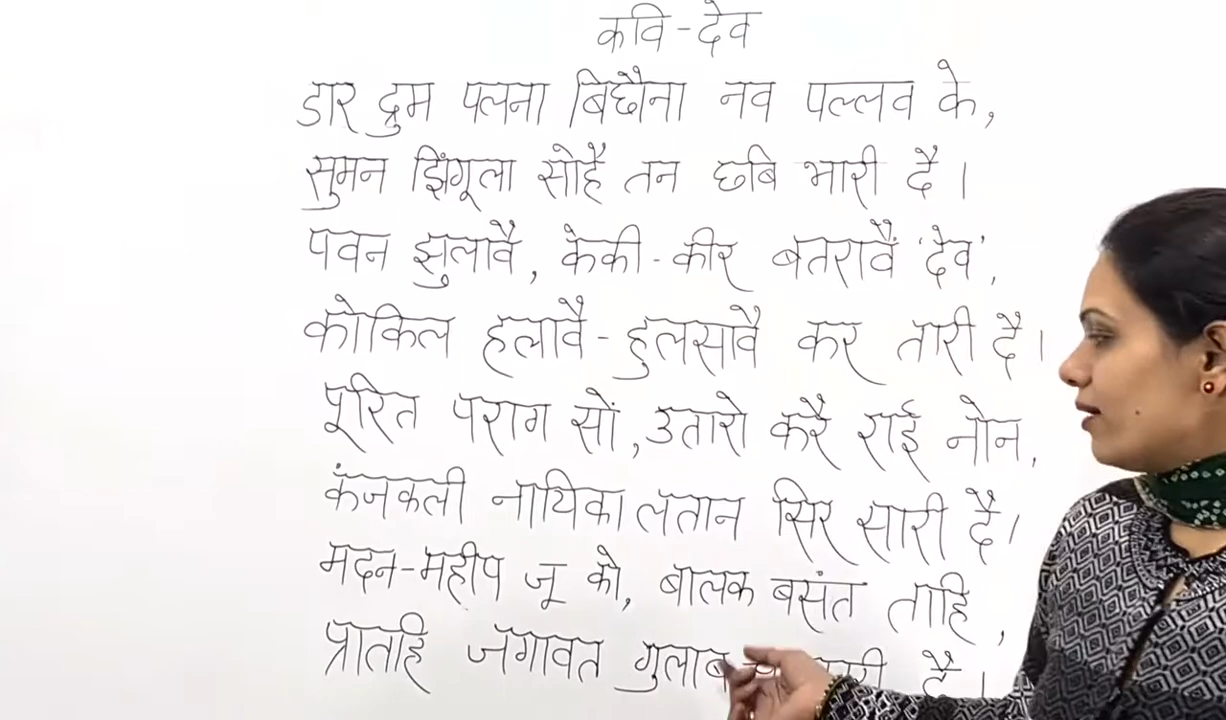 कवि-देव
डार द्रुम पलना बिछौना नव पल्लव के,
सुमन झिंगूला सोहै तन छबि भारी दै।
पवन झुलावै, केकी-कीर बतरावैं 'देव',
कोकिल हलावै-हुलसावै कर तारी दै।
पूरित पराग सों, उतारो करै राई नोन,
कंजकली नायिका लतान सिर सारी दै।
मदन-महीप जू को, बालक बसंत ताहि,
प्रातहि जगावत गुलाब दै।